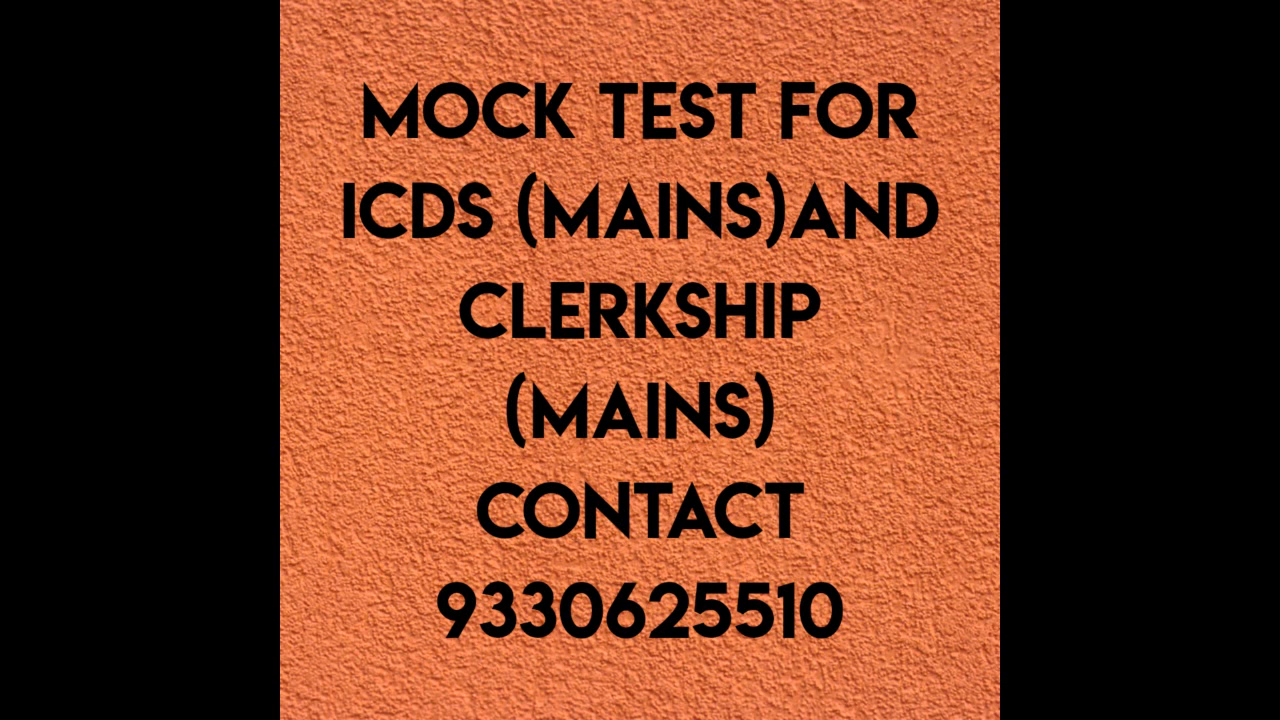 MOCK TEST FOR
ICDS (MAINS)AND
CLERKSHIP
(MAINS)
CONTACT
9330625510